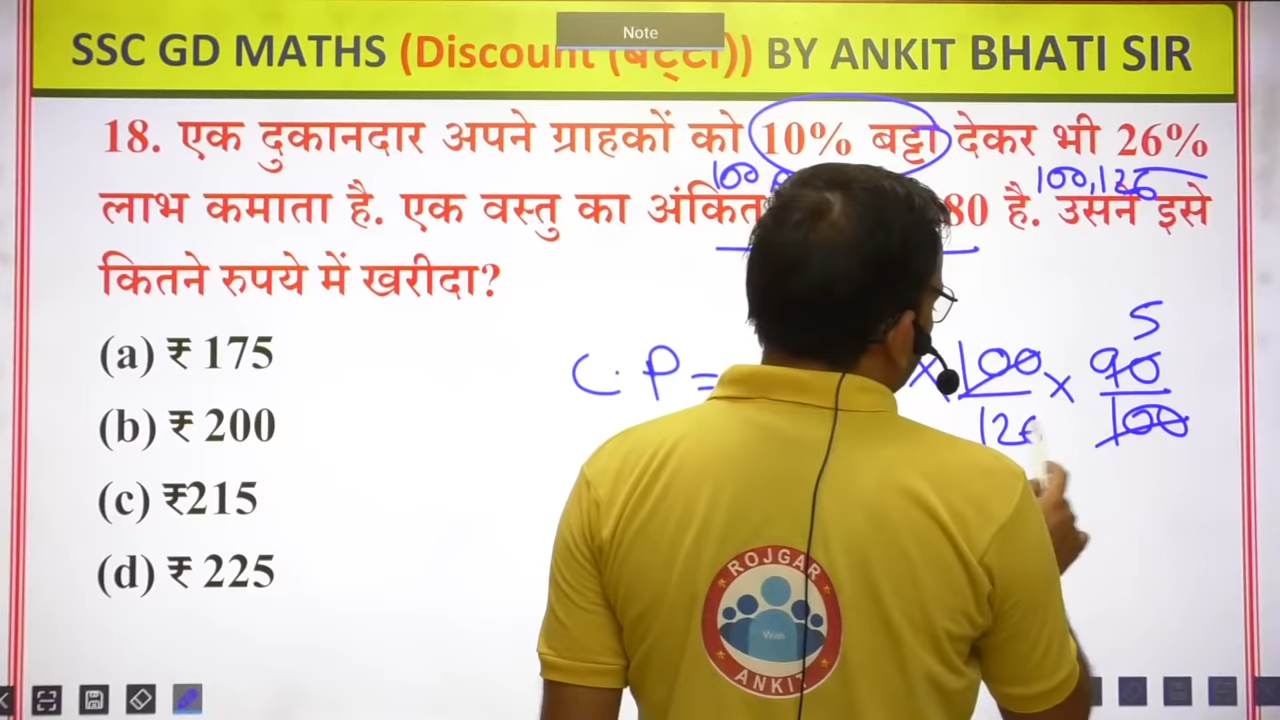 Note
SSC GD MATHS (Discount (बट्टा)) BY ANKIT BHATI SIR
18. एक दुकानदार अपने ग्राहकों को 10% बट्टा देकर भी 26%
100 100,126
लाभ कमाता है. एक वस्तु का अंकित 80 है. उसने इसे
कितने रुपये में खरीदा?
(a) ₹ 175
(b) ₹ 200
(c) ₹215
(d) ₹ 225
5
C.P = × 100 × 90
126 100
ROJGAR
With
ANKIT